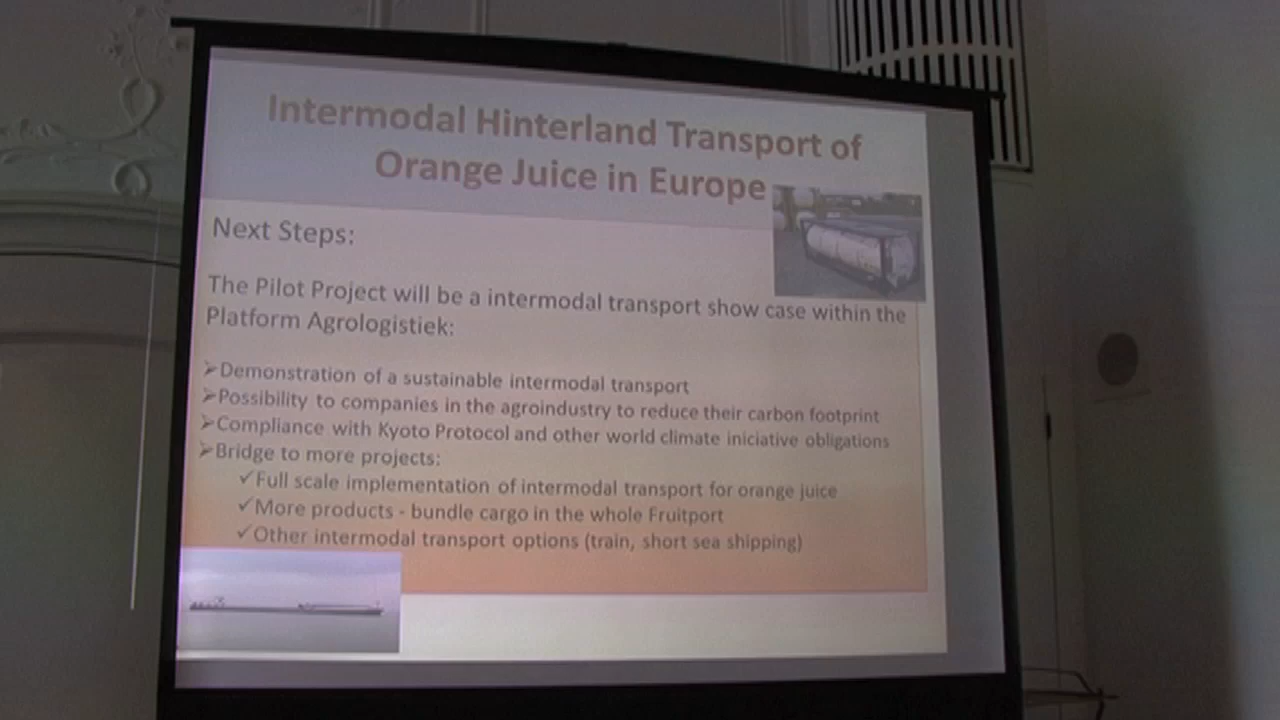 Intermodal Hinterland Transport of
Orange Juice in Europe
Next Steps:
The Pilot Project will be a intermodal transport show case within the
Platform Agrologistiek:
➢Demonstration of a sustainable intermodal transport
➢Possibility to companies in the agroindustry to reduce their carbon footprint
➢Compliance with Kyoto Protocol and other world climate iniciative obligations
➢Bridge to more projects:
✓Full scale implementation of intermodal transport for orange juice
✓More products - bundle cargo in the whole Fruitport
✓Other intermodal transport options (train, short sea shipping)